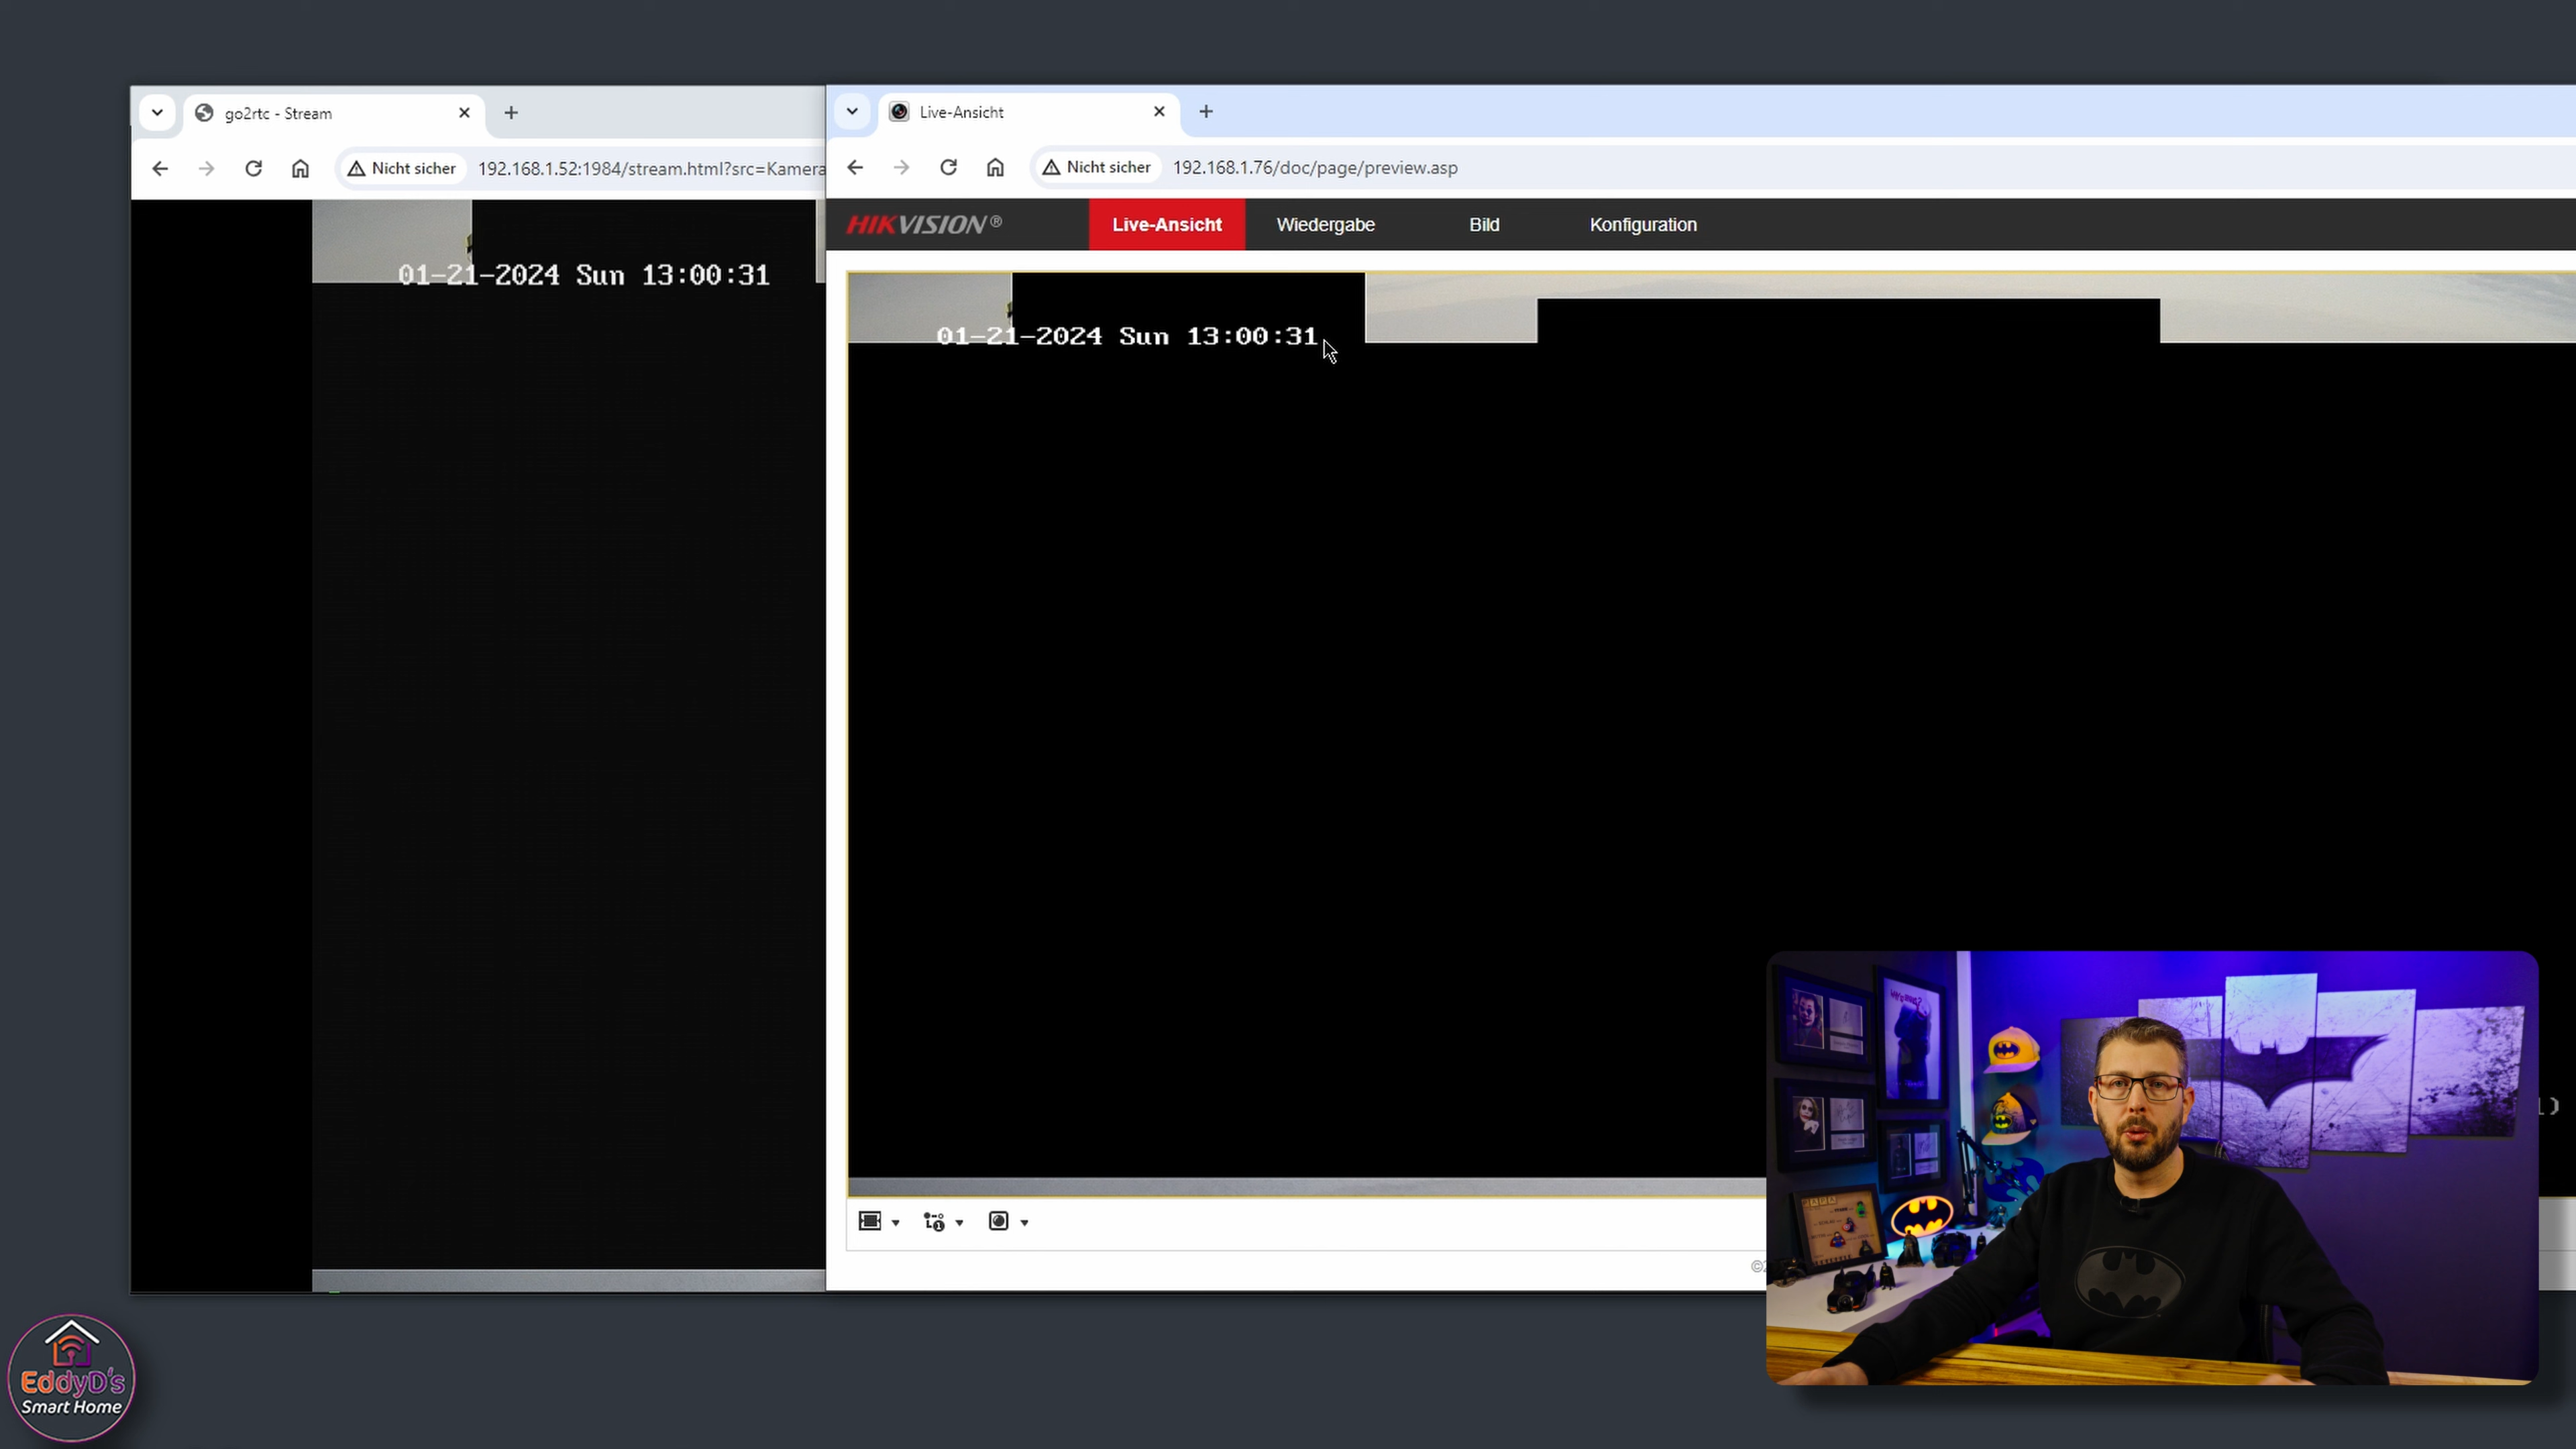 go2rtc - Stream
Nicht sicher
192.168.1.52:1984/stream.html?src=Kamera
01-21-2024 Sun 13:00:31
Live-Ansicht
Nicht sicher
192.168.1.76/doc/page/preview.asp
HIKVISION®
Live-Ansicht
Wiedergabe
Bild
Konfiguration
01-21-2024 Sun 13:00:31
©
EddyD's
Smart Home